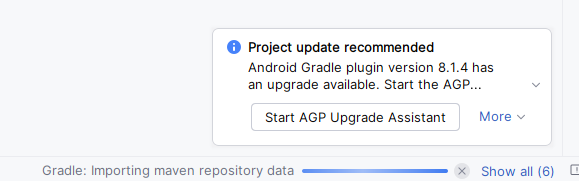 Project update recommended
Android Gradle plugin version 8.1.4 has
an upgrade available. Start the AGP...
Start AGP Upgrade Assistant
More
Gradle: Importing maven repository data
Show all (6)